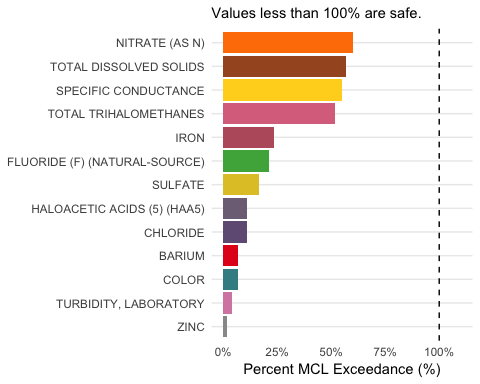 Values less than 100% are safe.
NITRATE (AS N)
TOTAL DISSOLVED SOLIDS
SPECIFIC CONDUCTANCE
TOTAL TRIHALOMETHANES
IRON
FLUORIDE (F) (NATURAL-SOURCE)
SULFATE
HALOACETIC ACIDS (5) (HAA5)
CHLORIDE
BARIUM
COLOR
TURBIDITY, LABORATORY
ZINC
0% 25% 50% 75% 100%
Percent MCL Exceedance (%)